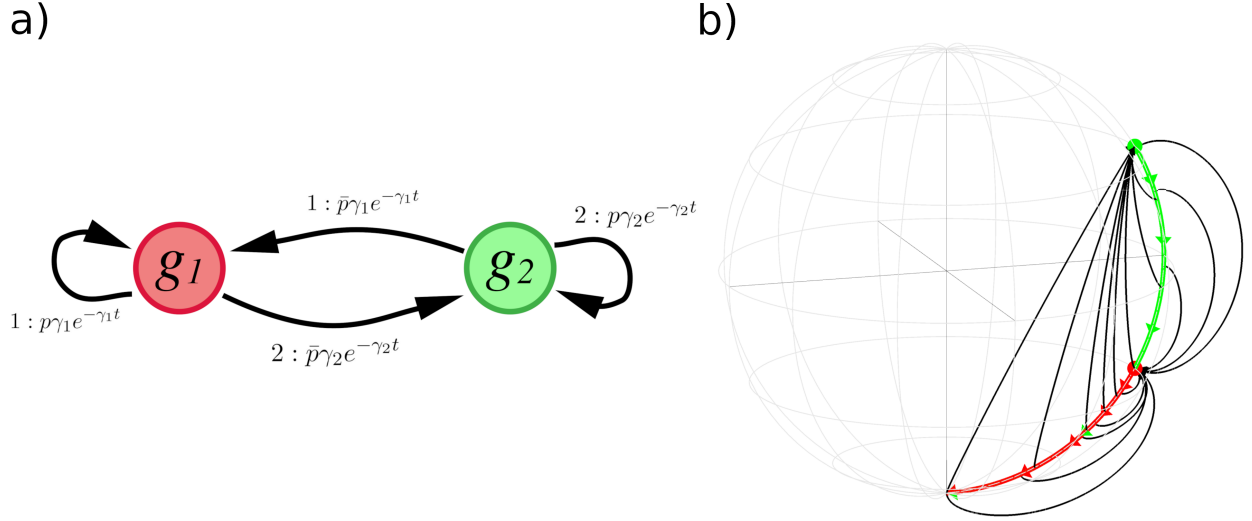 a)
b)
1 : p̄γ₁e^{-γ₁t}
2 : pγ₂e^{-γ₂t}
g₁
g₂
1 : pγ₁e^{-γ₁t}
2 : p̄γ₂e^{-γ₂t}